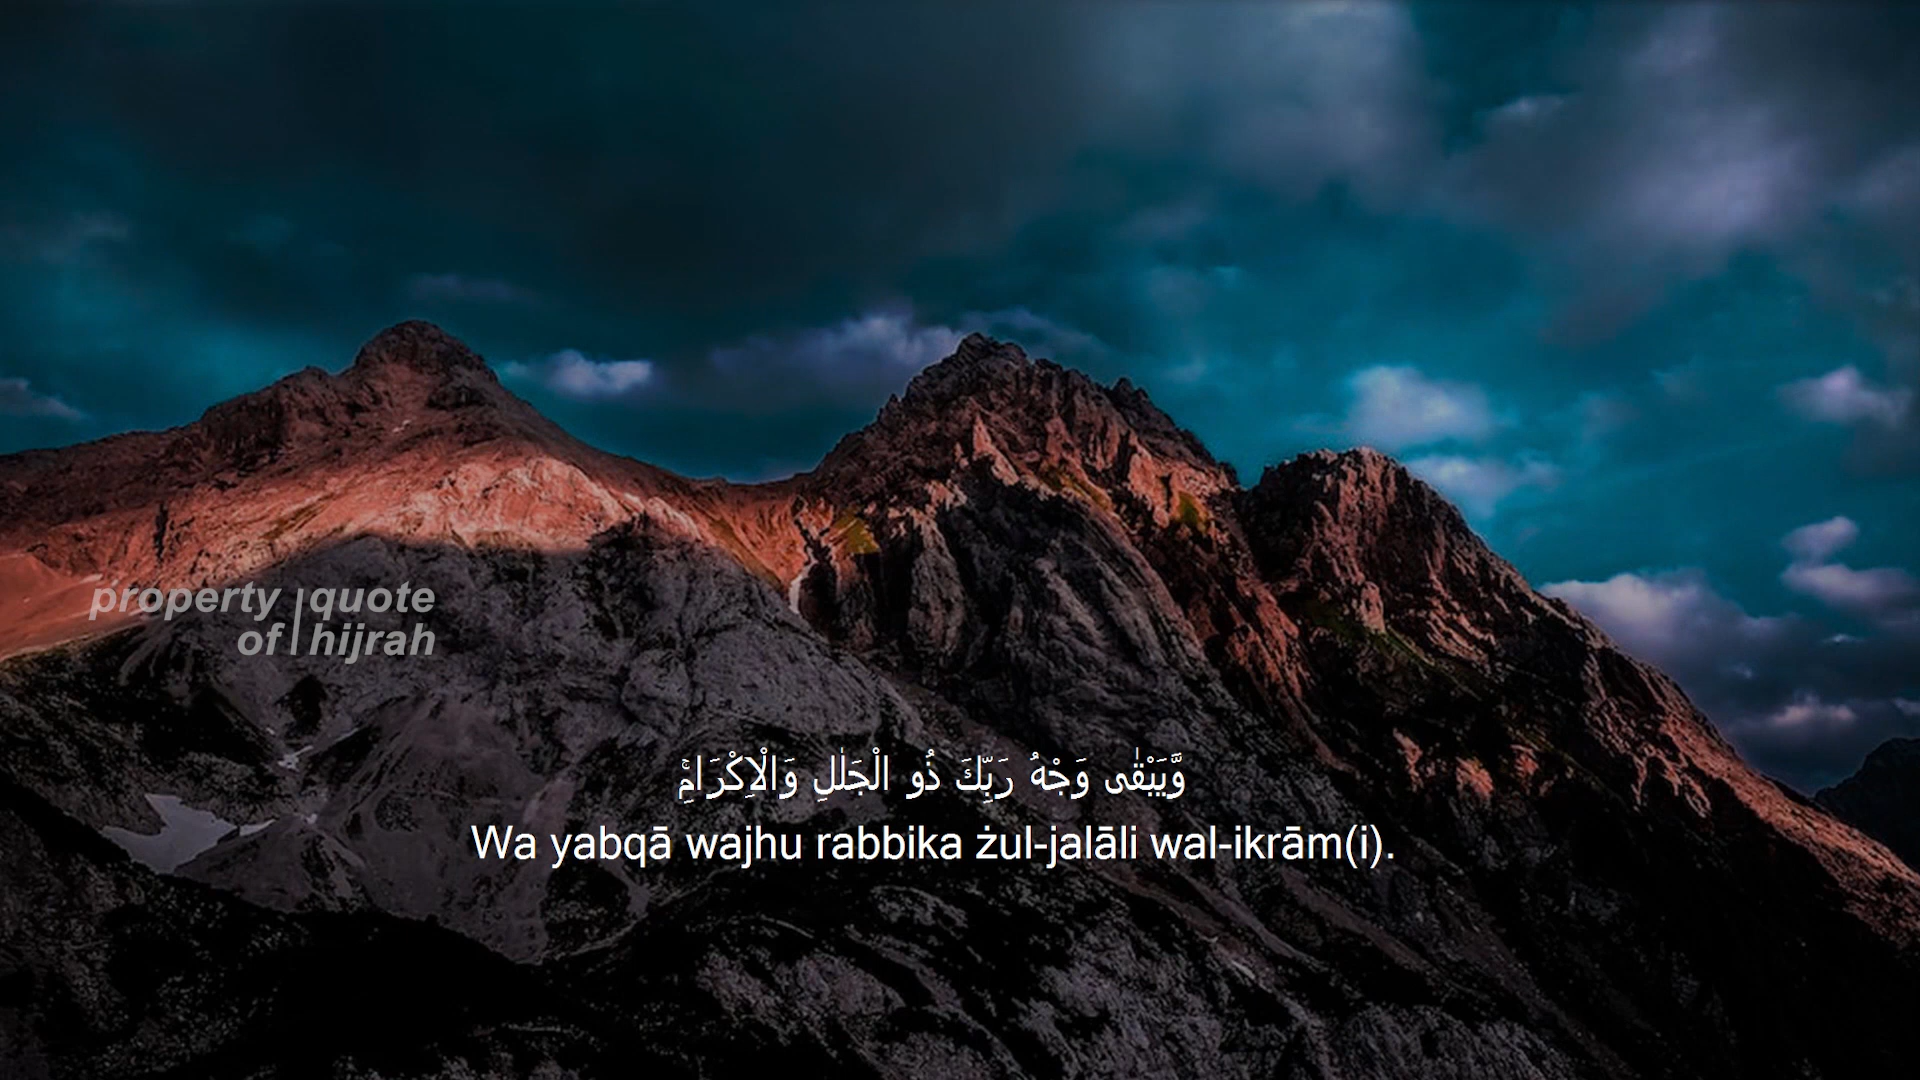 property | quote
of | hijrah
وَّيَبْقٰى وَجْهُ رَبِّكَ ذُو الْجَلٰلِ وَالْاِكْرَامِۚ
Wa yabqā wajhu rabbika żul-jalāli wal-ikrām(i).